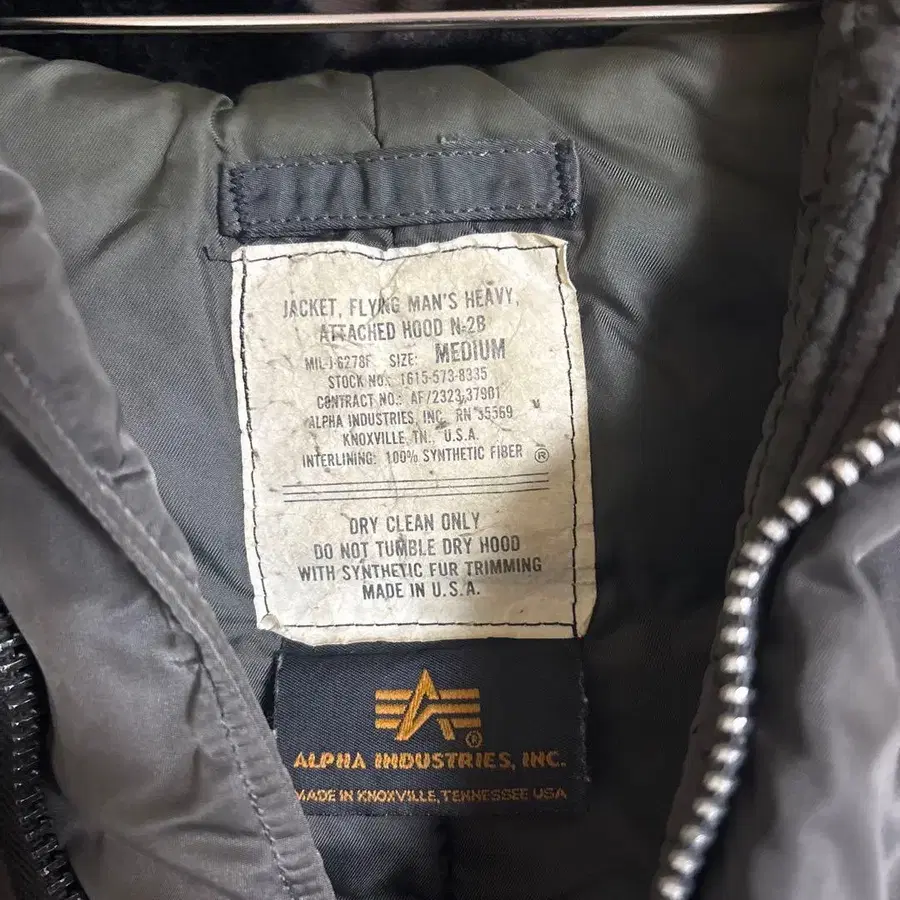 JACKET, FLYING MAN'S HEAVY,
ATTACHED HOOD N-2B
MIL-J-6278F SIZE: MEDIUM
STOCK NO.: 1615-573-8335
CONTRACT NO.: AF/2323,37901
ALPHA INDUSTRIES, INC. RN 35369
KNOXVILLE, TN. U.S.A.
INTERLINING: 100% SYNTHETIC FIBER ®
DRY CLEAN ONLY
DO NOT TUMBLE DRY HOOD
WITH SYNTHETIC FUR TRIMMING
MADE IN U.S.A.
®
ALPHA INDUSTRIES, INC.
MADE IN KNOXVILLE, TENNESSEE USA